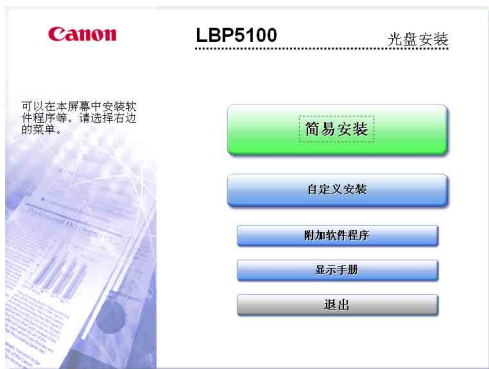 Canon
LBP5100
光盘安装
可以在本屏幕中安装软
件程序等。请选择右边
的菜单。
简易安装
自定义安装
附加软件程序
显示手册
退出